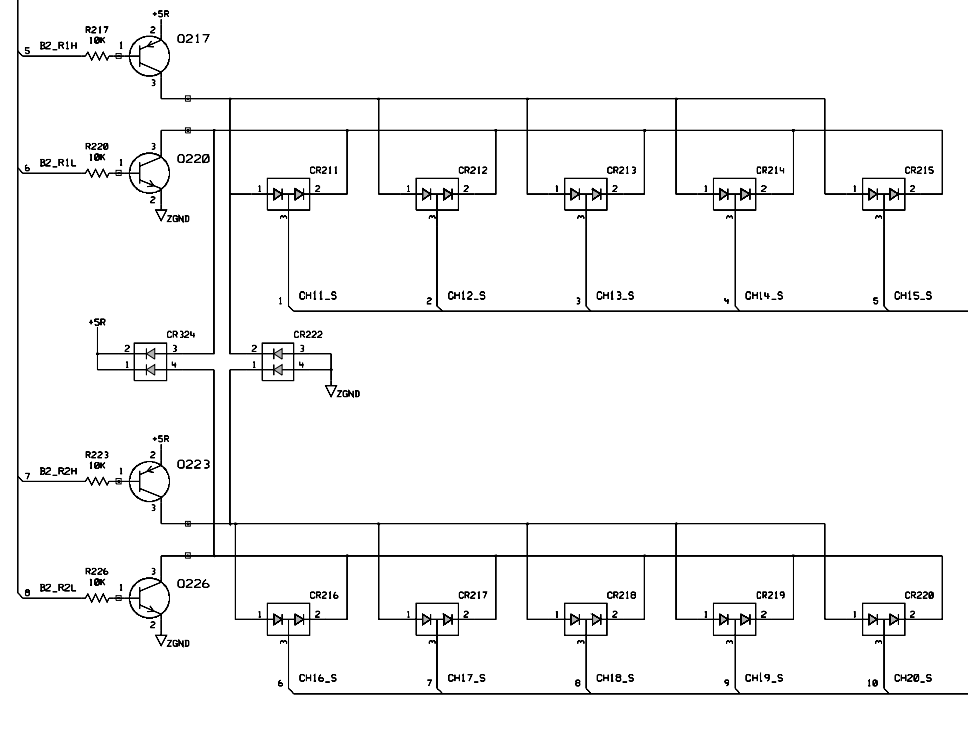 +5R
R217
10K
2
Q217
5 B2_R1H 1
3
R220
10K
3
Q220
6 B2_R1L 1
2
ZGND
CR211 CR212 CR213 CR214 CR215
1 2 1 2 1 2 1 2 1 2
3 3 3 3 3
1 CH11_S 2 CH12_S 3 CH13_S 4 CH14_S 5 CH15_S
+5R
CR324 CR222
2 3 2 3
1 4 1 4
ZGND
+5R
R223
10K
2
Q223
7 B2_R2H 1
3
R226
10K
3
Q226
8 B2_R2L 1
2
ZGND
CR216 CR217 CR218 CR219 CR220
1 2 1 2 1 2 1 2 1 2
3 3 3 3 3
6 CH16_S 7 CH17_S 8 CH18_S 9 CH19_S 10 CH20_S